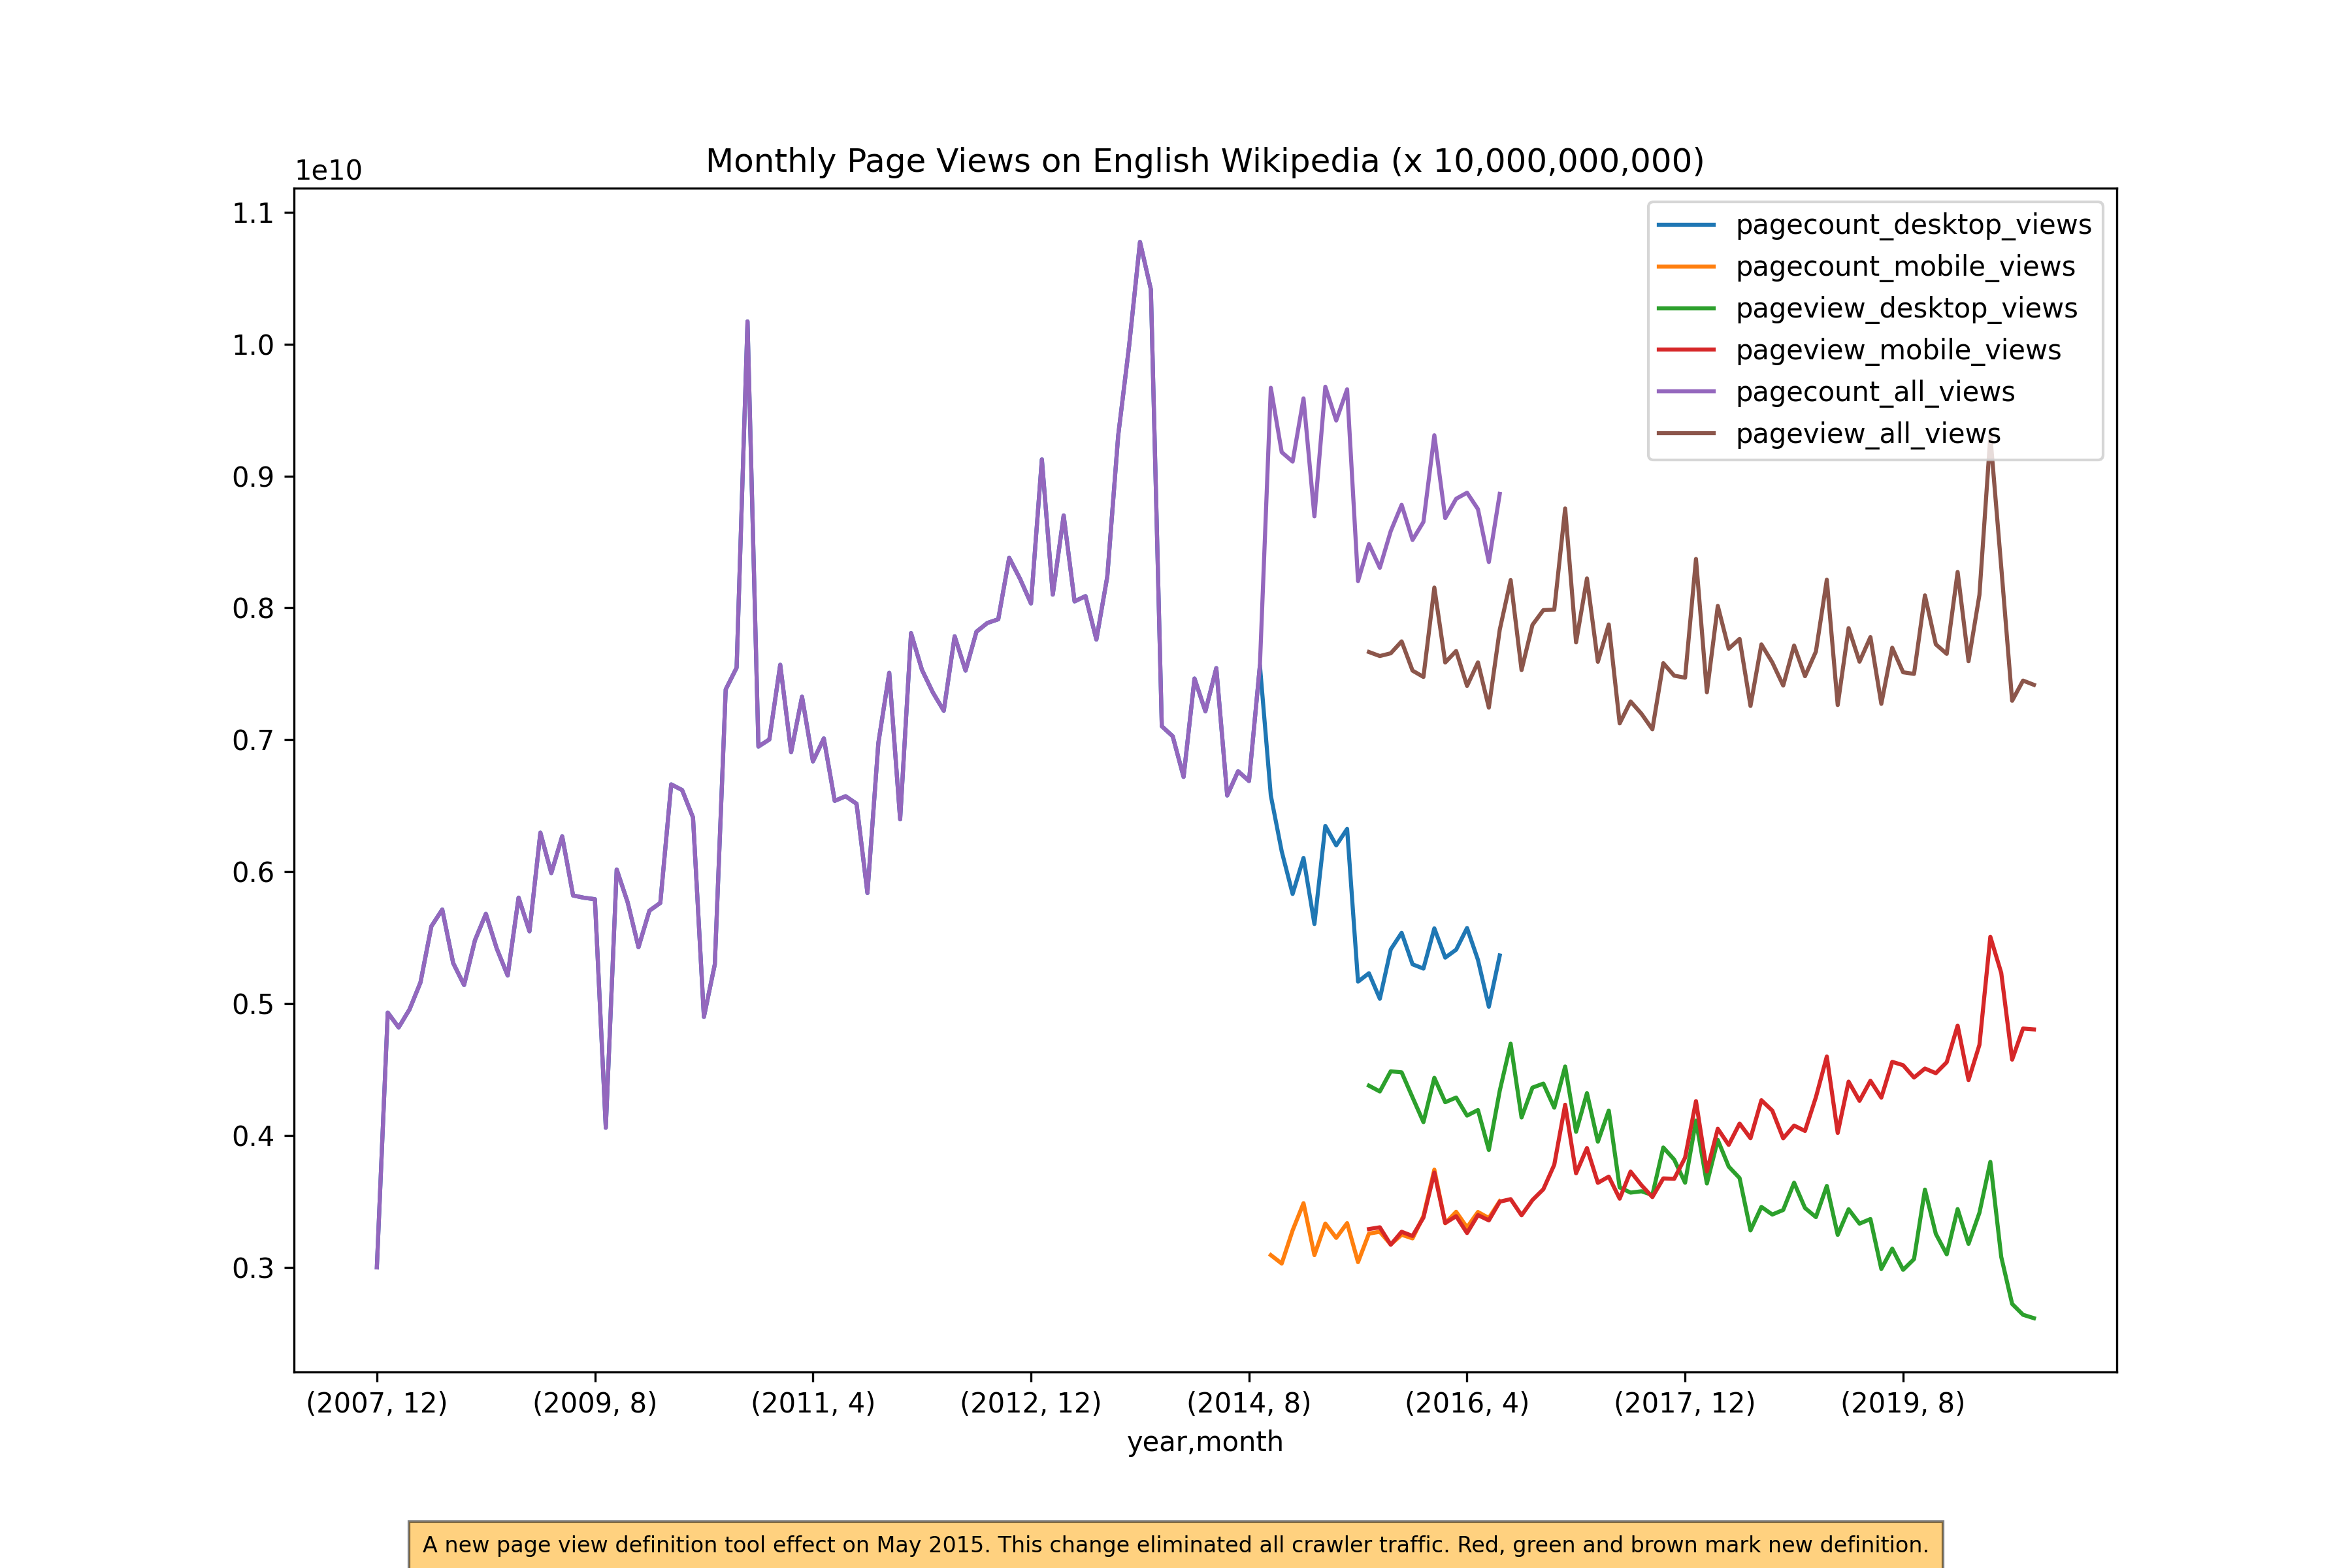 Monthly Page Views on English Wikipedia (x 10,000,000,000)
1e10
1.1
1.0
0.9
0.8
0.7
0.6
0.5
0.4
0.3
pagecount_desktop_views
pagecount_mobile_views
pageview_desktop_views
pageview_mobile_views
pagecount_all_views
pageview_all_views
(2007, 12) (2009, 8) (2011, 4) (2012, 12) (2014, 8) (2016, 4) (2017, 12) (2019, 8)
year,month
A new page view definition tool effect on May 2015. This change eliminated all crawler traffic. Red, green and brown mark new definition.